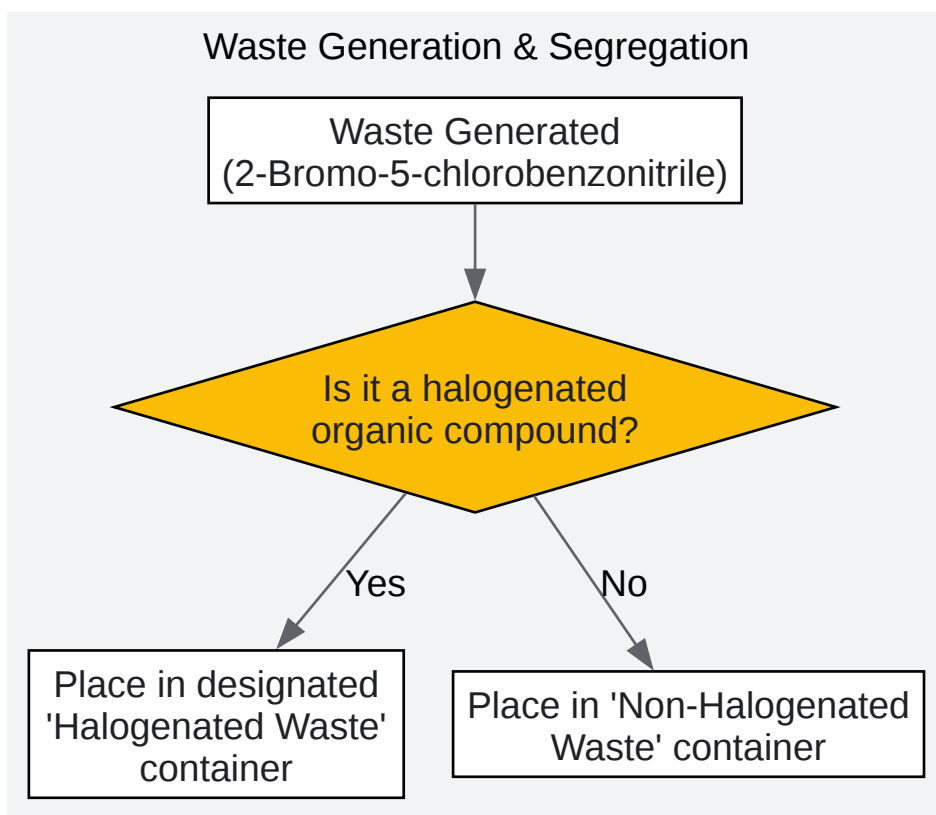 Waste Generation & Segregation
Waste Generated
(2-Bromo-5-chlorobenzonitrile)
Is it a halogenated
organic compound?
Yes
No
Place in designated
'Halogenated Waste'
container
Place in 'Non-Halogenated
Waste' container